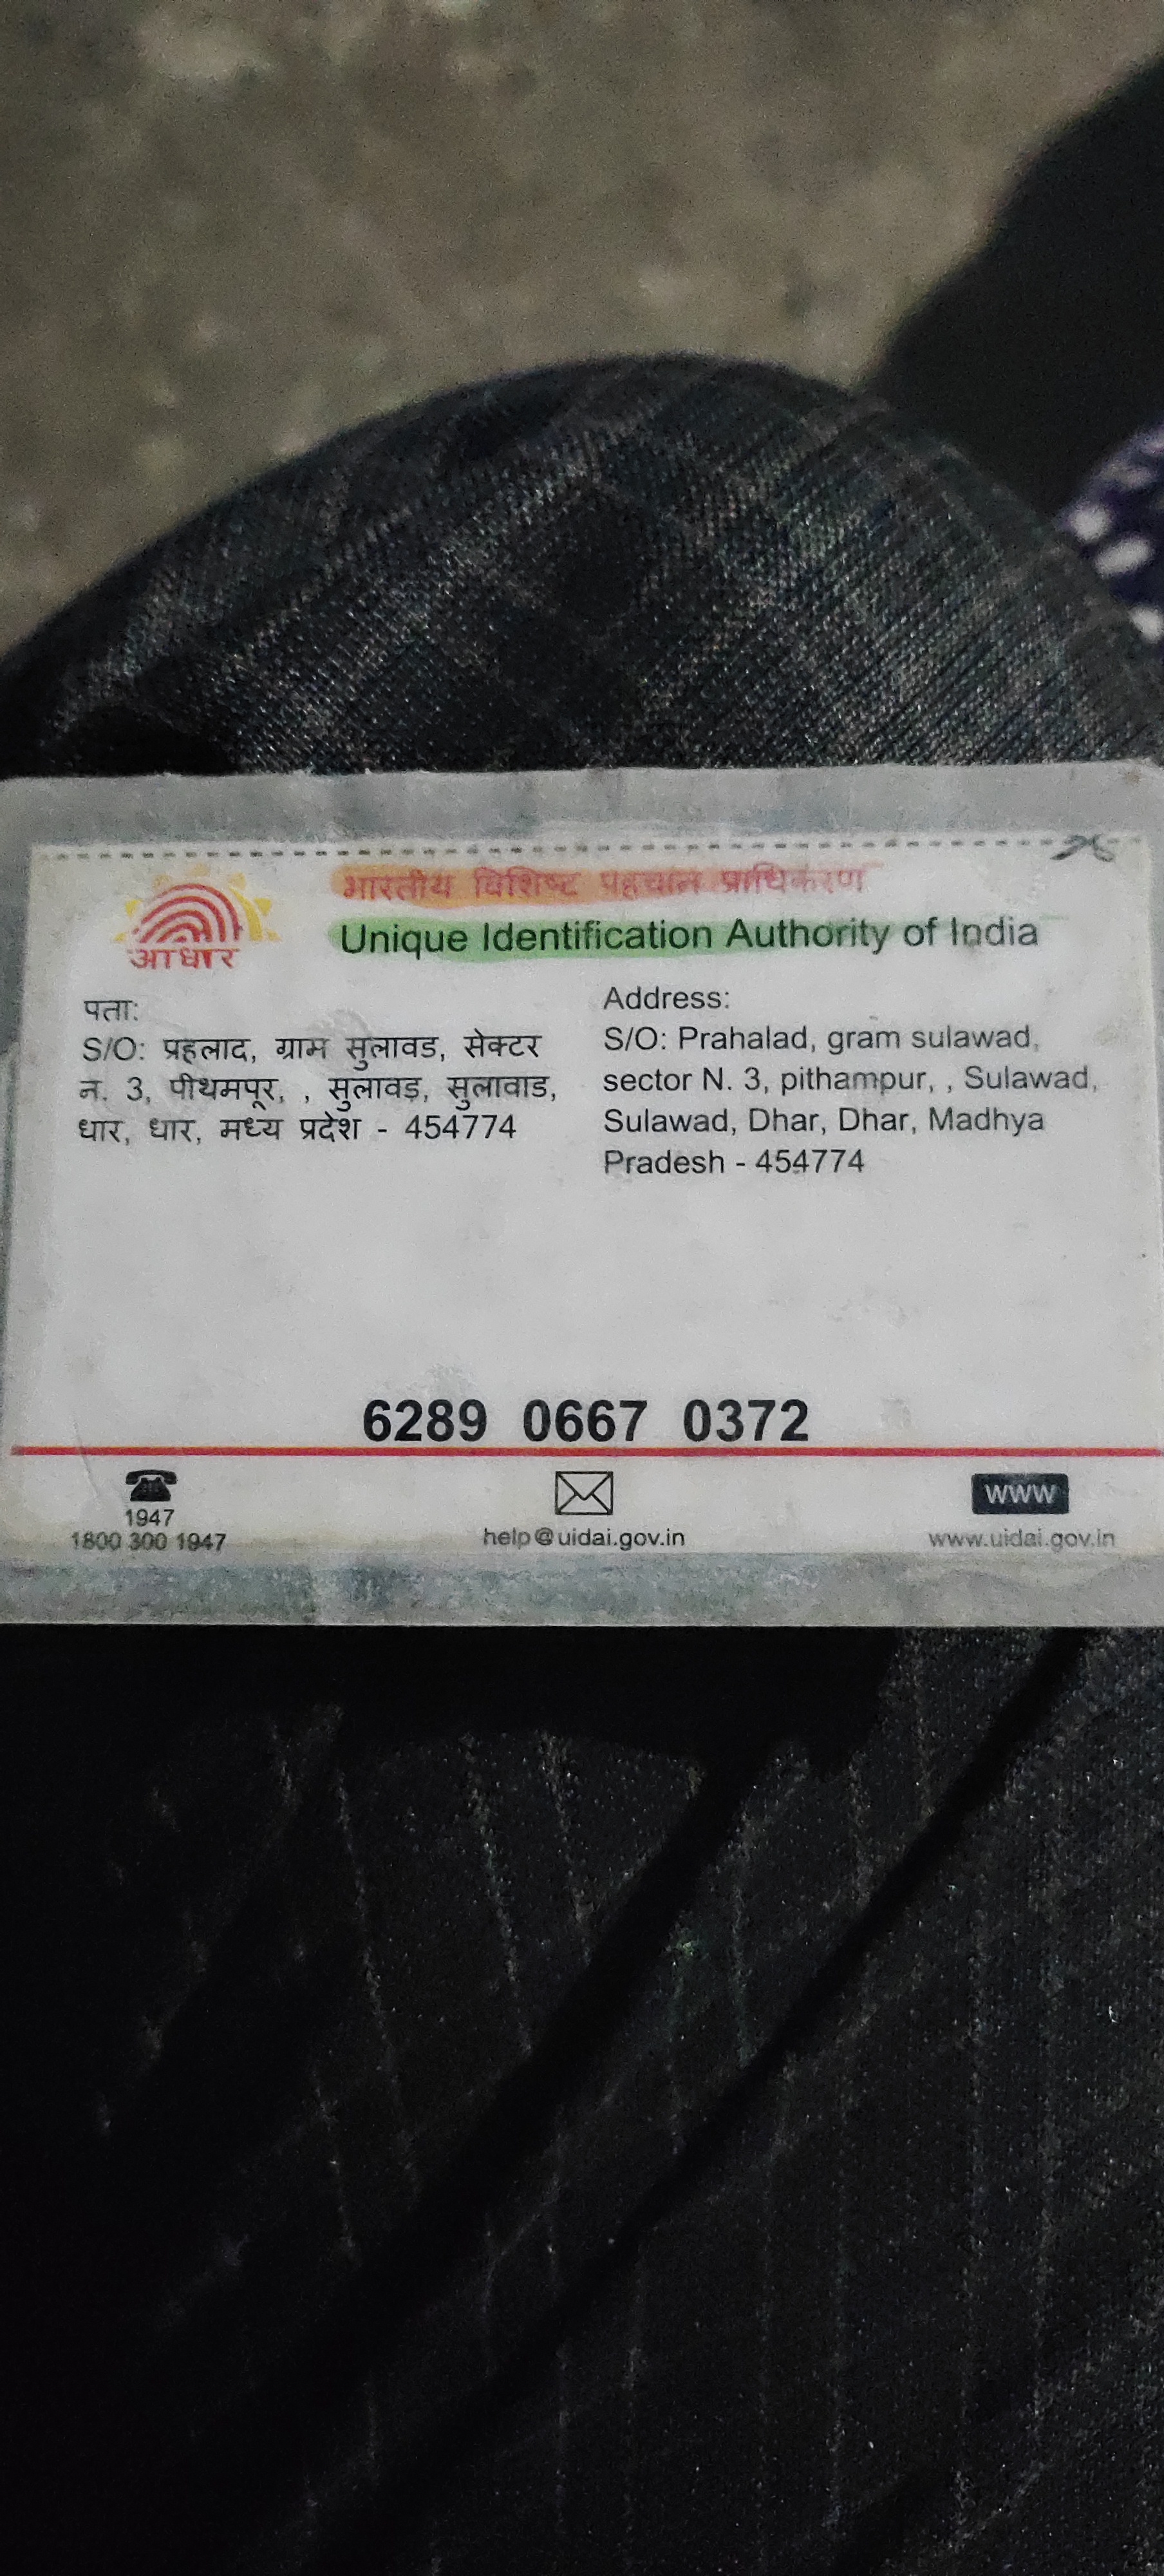 भारतीय विशिष्ट पहचान प्राधिकरण
Unique Identification Authority of India
आधार
पता:
S/O: प्रहलाद, ग्राम सुलावड, सेक्टर
न. 3, पीथमपूर, , सुलावड़, सुलावाड,
धार, धार, मध्य प्रदेश - 454774
Address:
S/O: Prahalad, gram sulawad,
sector N. 3, pithampur, , Sulawad,
Sulawad, Dhar, Dhar, Madhya
Pradesh - 454774
6289 0667 0372
1947
1800 300 1947
help@uidai.gov.in
www
www.uidai.gov.in